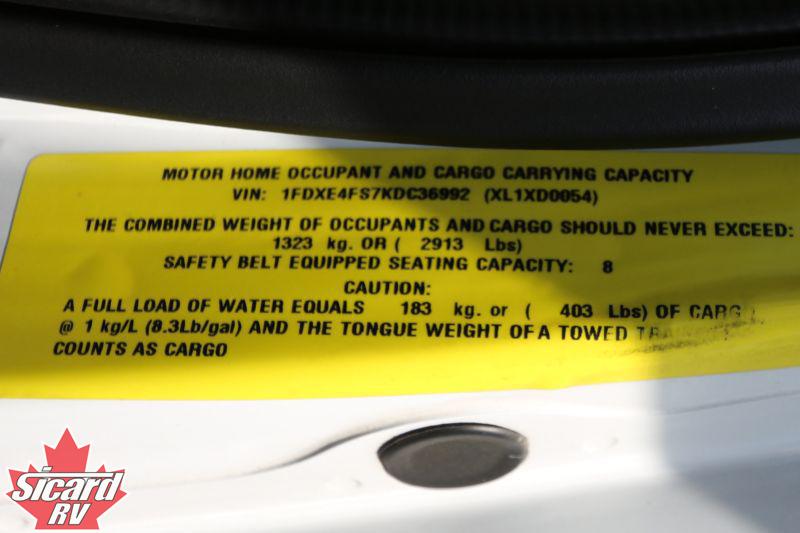 MOTOR HOME OCCUPANT AND CARGO CARRYING CAPACITY
VIN: 1FDXE4FS7KDC36992 (XL1XD0054)
THE COMBINED WEIGHT OF OCCUPANTS AND CARGO SHOULD NEVER EXCEED:
1323 kg. OR ( 2913 Lbs)
SAFETY BELT EQUIPPED SEATING CAPACITY: 8
CAUTION:
A FULL LOAD OF WATER EQUALS 183 kg. or ( 403 Lbs) OF
@ 1 kg/L (8.3Lb/gal) AND THE TONGUE WEIGHT OF A TOWED
COUNTS AS CARGO
Sicard
RV